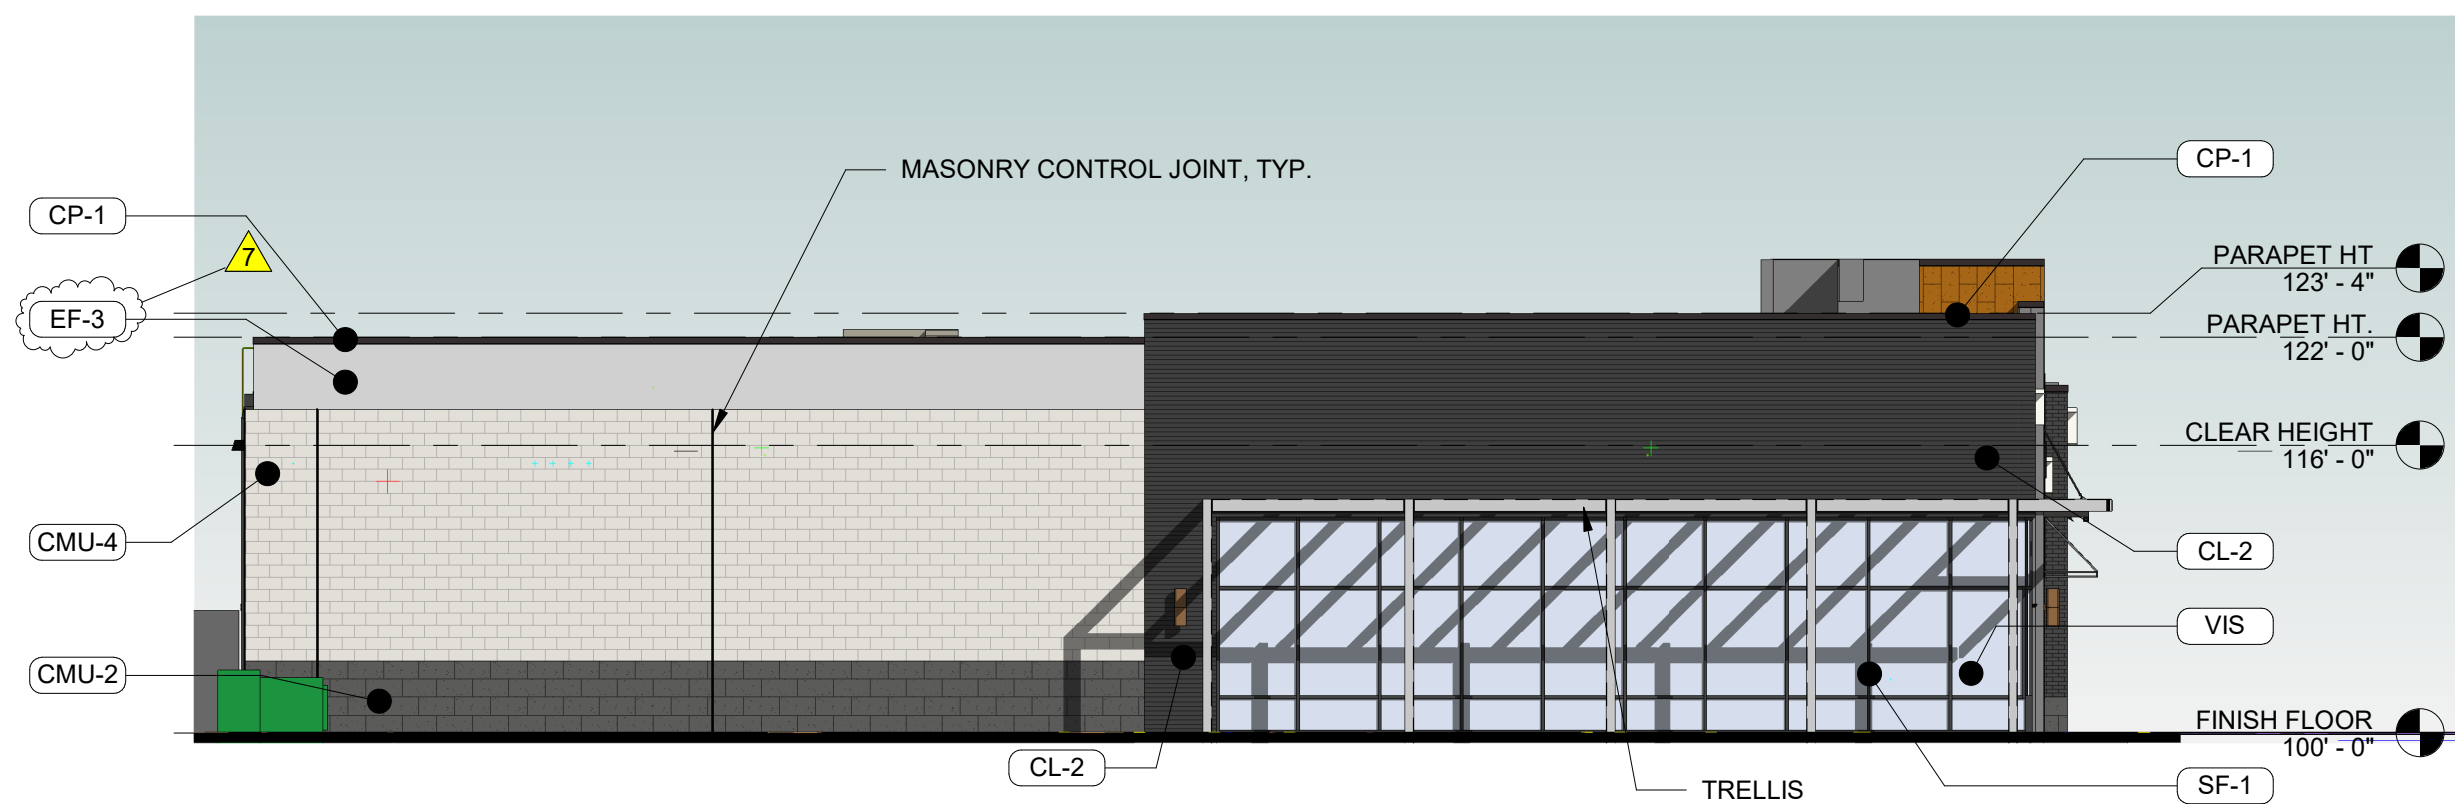 CP-1
MASONRY CONTROL JOINT, TYP.
CP-1
7
EF-3
PARAPET HT
123' - 4"
PARAPET HT.
122' - 0"
CLEAR HEIGHT
116' - 0"
CMU-4
CL-2
VIS
CMU-2
FINISH FLOOR
100' - 0"
CL-2
TRELLIS
SF-1